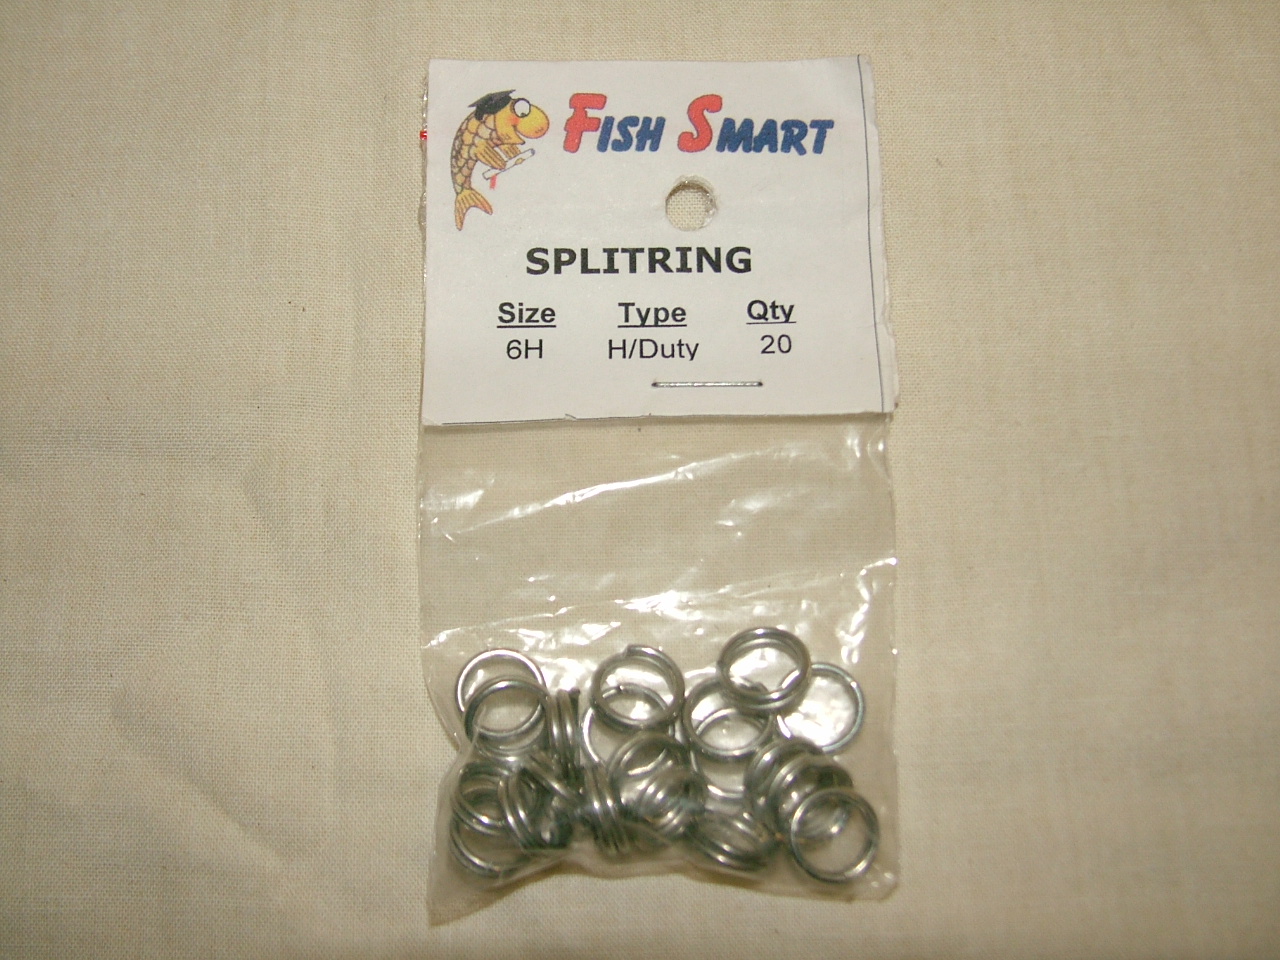 FISH SMART
SPLITRING
Size Type Qty
6H H/Duty 20